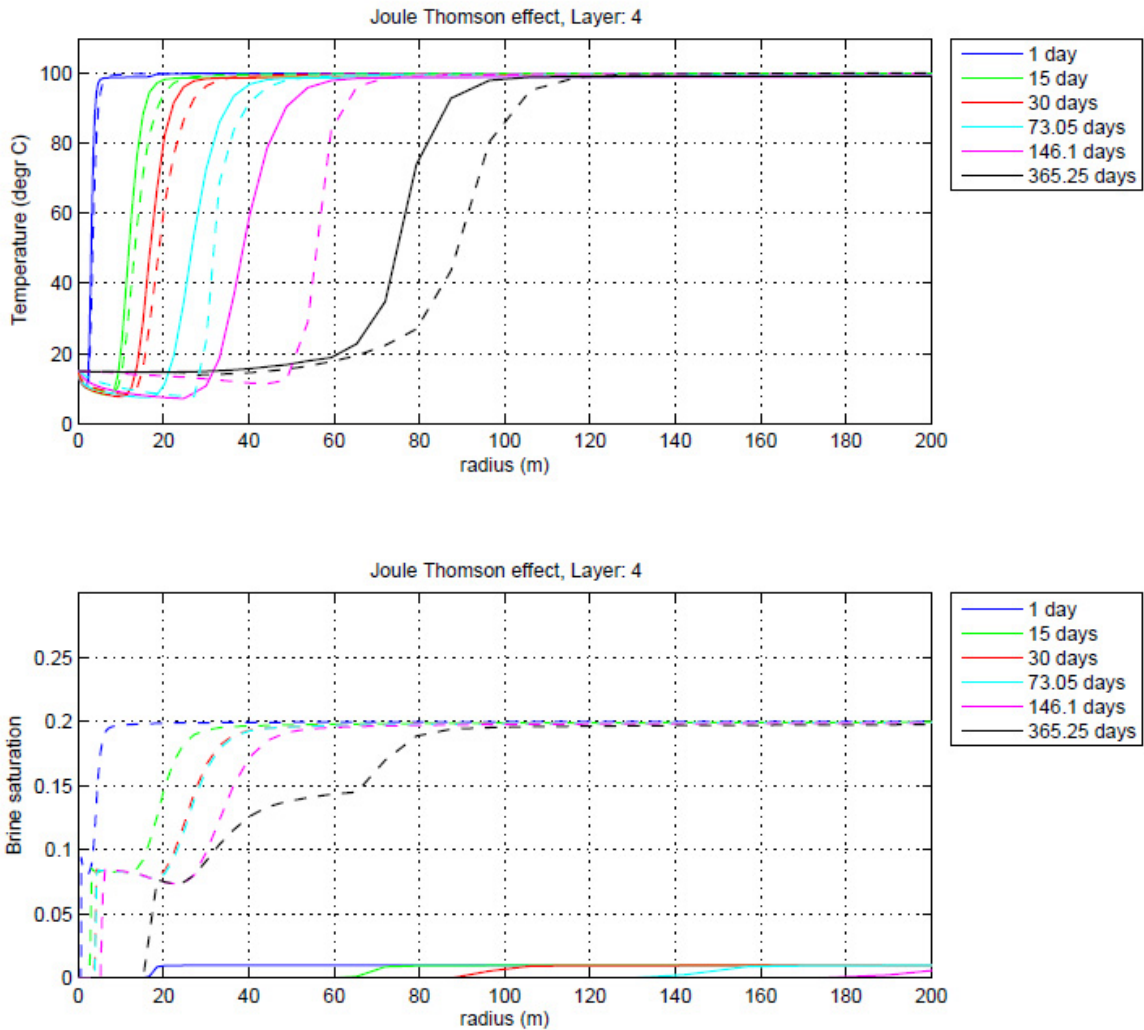 Joule Thomson effect, Layer: 4
100
80
60
40
20
0
Temperature (degr C)
0 20 40 60 80 100 120 140 160 180 200
radius (m)
1 day
15 day
30 days
73.05 days
146.1 days
365.25 days
Joule Thomson effect, Layer: 4
0.25
0.2
0.15
0.1
0.05
0
Brine saturation
0 20 40 60 80 100 120 140 160 180 200
radius (m)
1 day
15 days
30 days
73.05 days
146.1 days
365.25 days